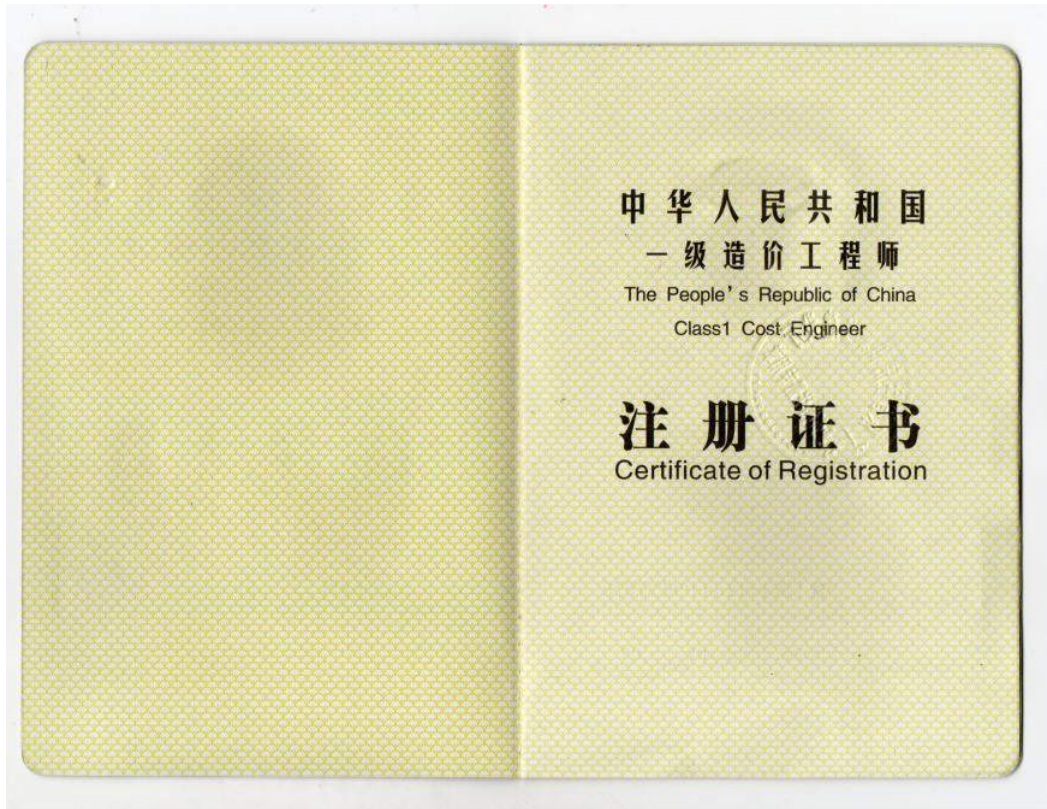 中华人民共和国
一级造价工程师
The People's Republic of China
Class1 Cost Engineer
注册证书
Certificate of Registration